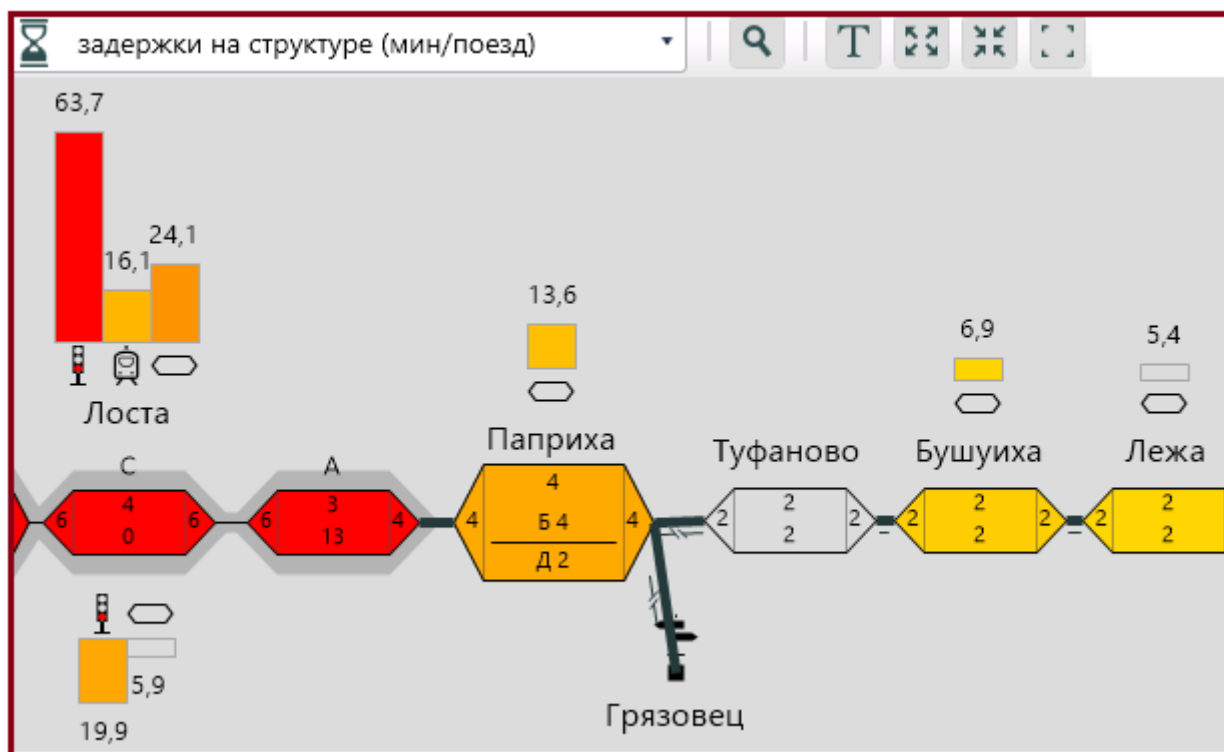 задержки на структуре (мин/поезд)
T
63,7
16,1
24,1
13,6
6,9
5,4
Лоста
Паприха
Туфаново
Бушуиха
Лежа
С
А
6 4 0 6
6 3 13 4
4 4 Б 4 Д 2 4
2 2 2 2
2 2 2 2
2 2 2
5,9
19,9
Грязовец